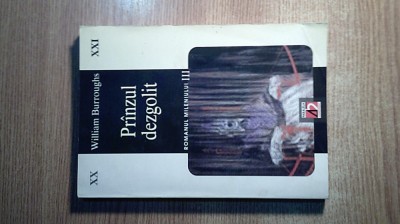 XX
William Burroughs
XXI
Prînzul
dezgolit
ROMANUL MILENIULUI III